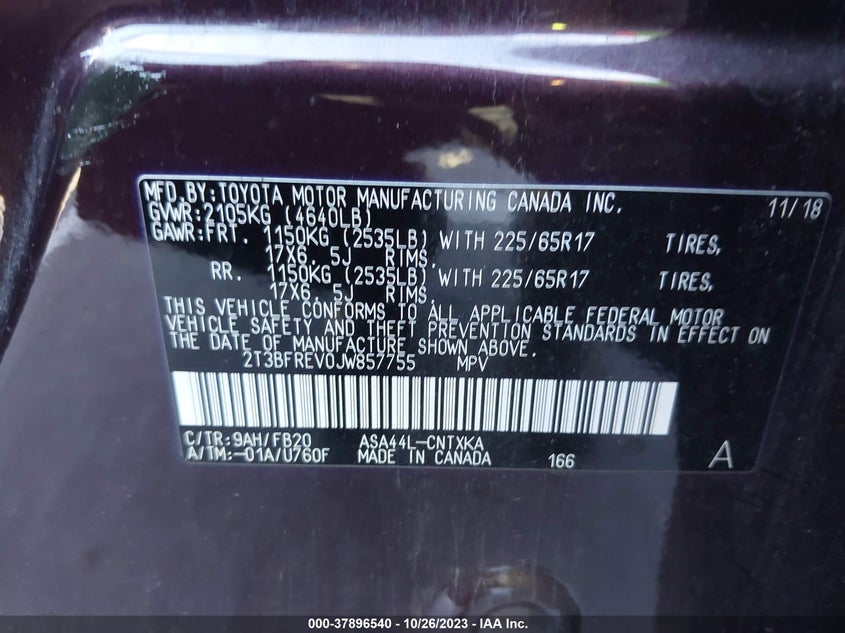 MFD.BY:TOYOTA MOTOR MANUFACTURING CANADA INC. 11/18
GVWR:2105KG (4640LB)
GAWR:FRT. 1150KG (2535LB) WITH 225/65R17 TIRES,
17X6.5J RIMS.
RR. 1150KG (2535LB) WITH 225/65R17 TIRES,
17X6.5J RIMS.
THIS VEHICLE CONFORMS TO ALL APPLICABLE FEDERAL MOTOR
VEHICLE SAFETY AND THEFT PREVENTION STANDARDS IN EFFECT ON
THE DATE OF MANUFACTURE SHOWN ABOVE.
2T3BFREV0JW857755 MPV
C/TR:9AH/FB20 ASA44L-CNTXKA
A/TM:-01A/U760F MADE IN CANADA 166 A
000-37896540 - 10/26/2023 - IAA Inc.